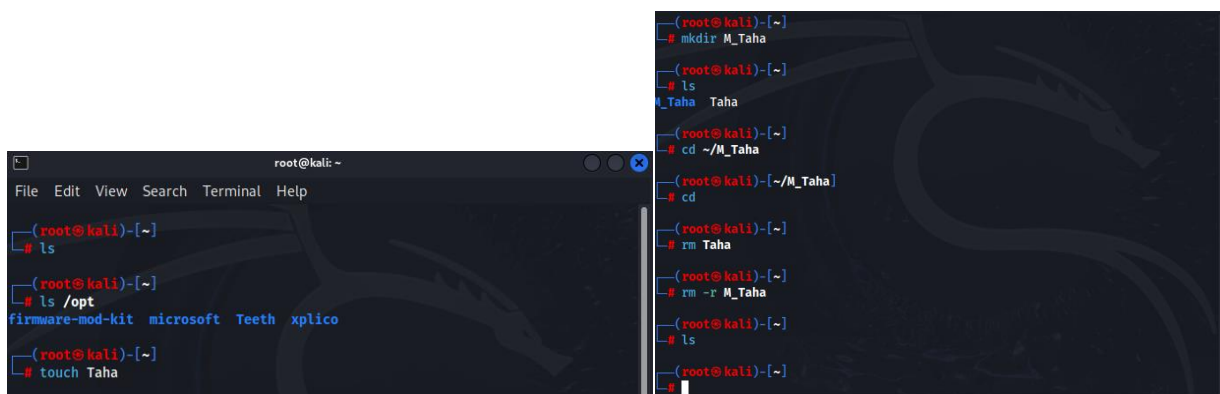 root@kali: ~
File Edit View Search Terminal Help
┌──(root㉿kali)-[~]
└─# ls
┌──(root㉿kali)-[~]
└─# ls /opt
firmware-mod-kit microsoft Teeth xplico
┌──(root㉿kali)-[~]
└─# touch Taha
┌──(root㉿kali)-[~]
└─# mkdir M_Taha
┌──(root㉿kali)-[~]
└─# ls
M_Taha Taha
┌──(root㉿kali)-[~]
└─# cd ~/M_Taha
┌──(root㉿kali)-[~/M_Taha]
└─# cd
┌──(root㉿kali)-[~]
└─# rm Taha
┌──(root㉿kali)-[~]
└─# rm -r M_Taha
┌──(root㉿kali)-[~]
└─# ls
┌──(root㉿kali)-[~]
└─#